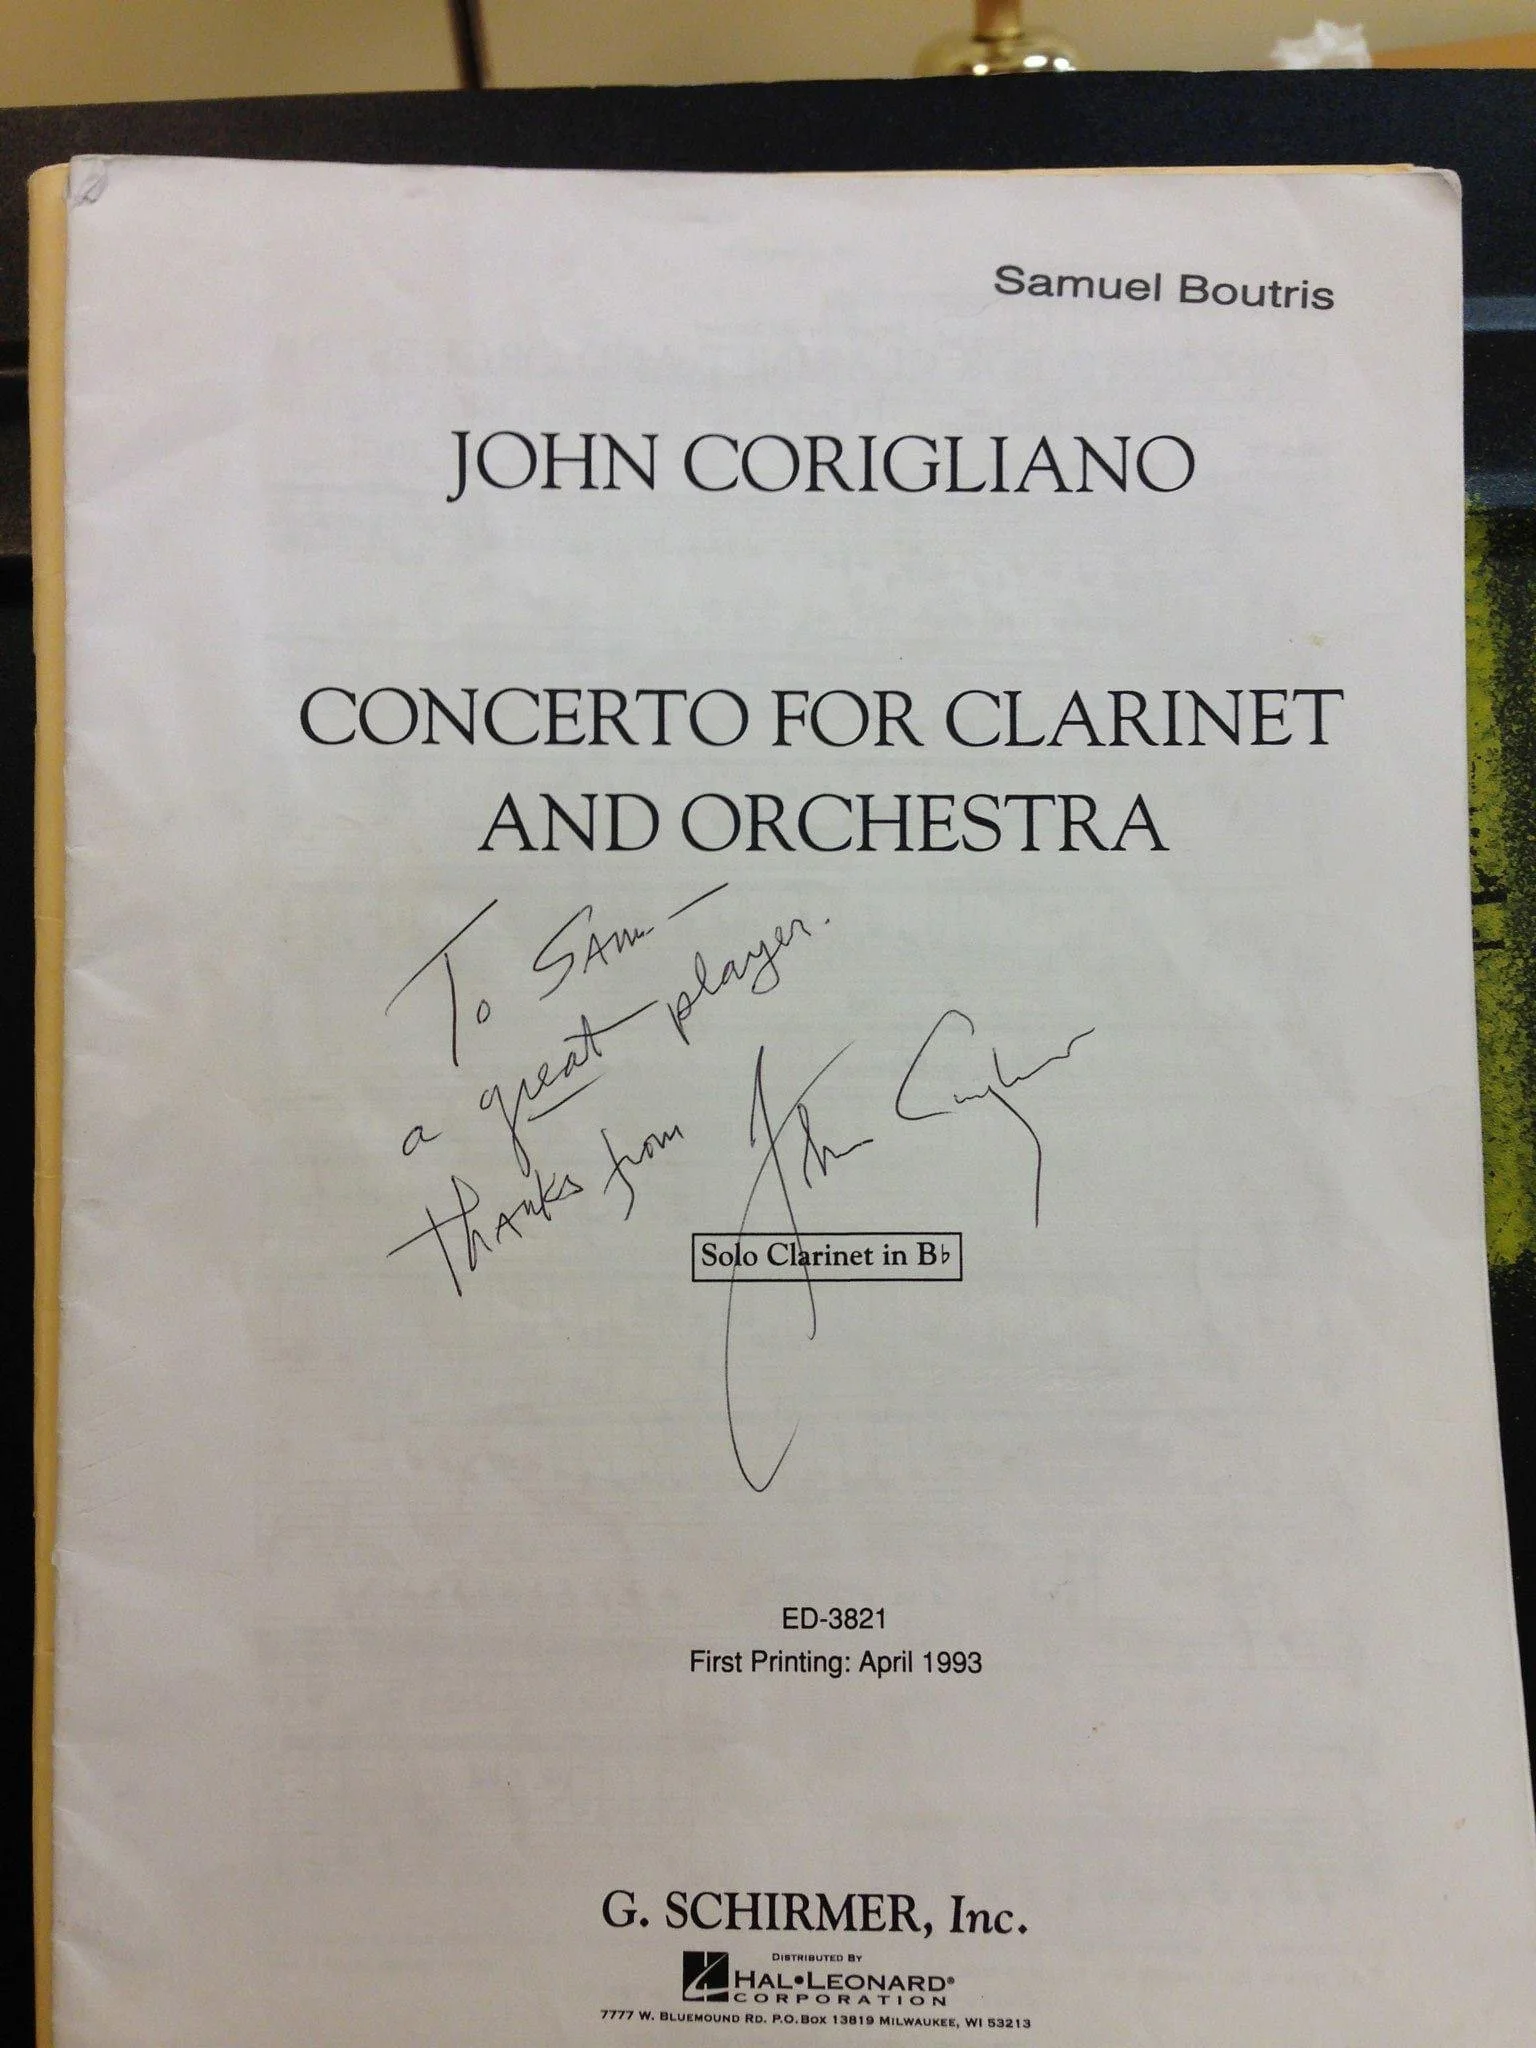 Samuel Boutris
JOHN CORIGLIANO
CONCERTO FOR CLARINET
AND ORCHESTRA
To SAm—
a great player.
thanks from John Corigliano
Solo Clarinet in B♭
ED-3821
First Printing: April 1993
G. SCHIRMER, Inc.
DISTRIBUTED BY
HAL•LEONARD®
CORPORATION
7777 W. BLUEMOUND RD. P.O. BOX 13819 MILWAUKEE, WI 53213